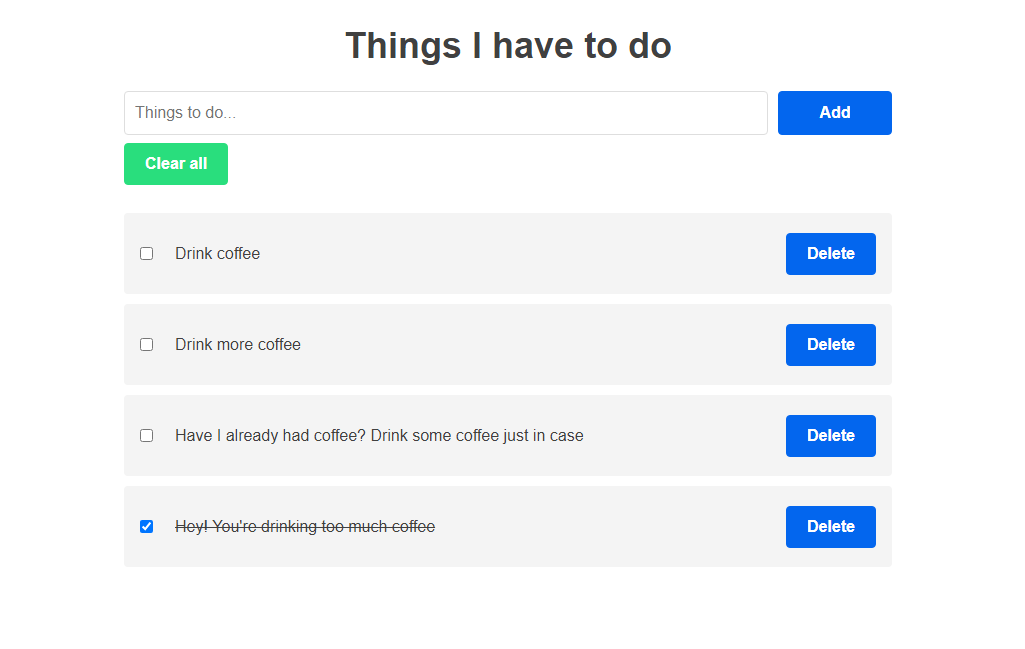 Things I have to do
Things to do...
Add
Clear all
Drink coffee
Delete
Drink more coffee
Delete
Have I already had coffee? Drink some coffee just in case
Delete
Hey! You're drinking too much coffee
Delete